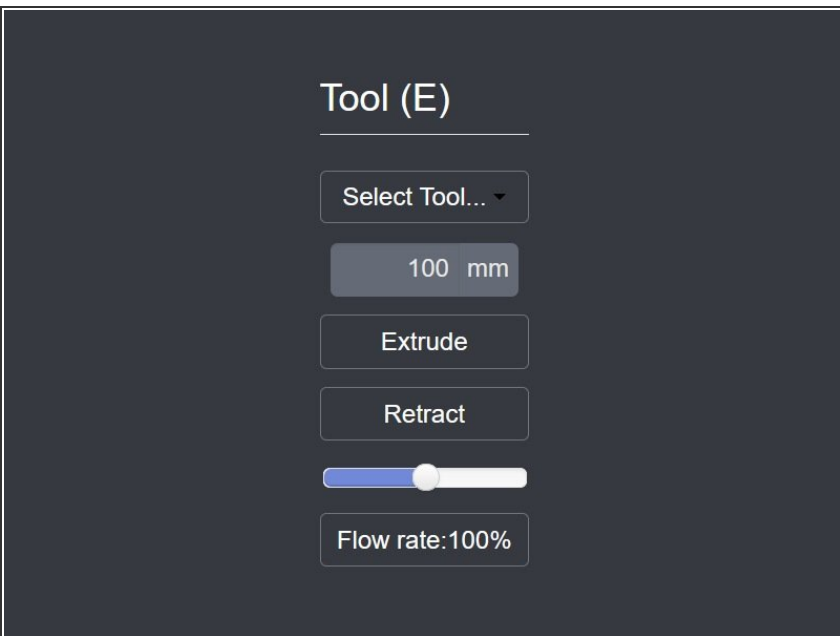 Tool (E)
Select Tool...
100 mm
Extrude
Retract
Flow rate:100%